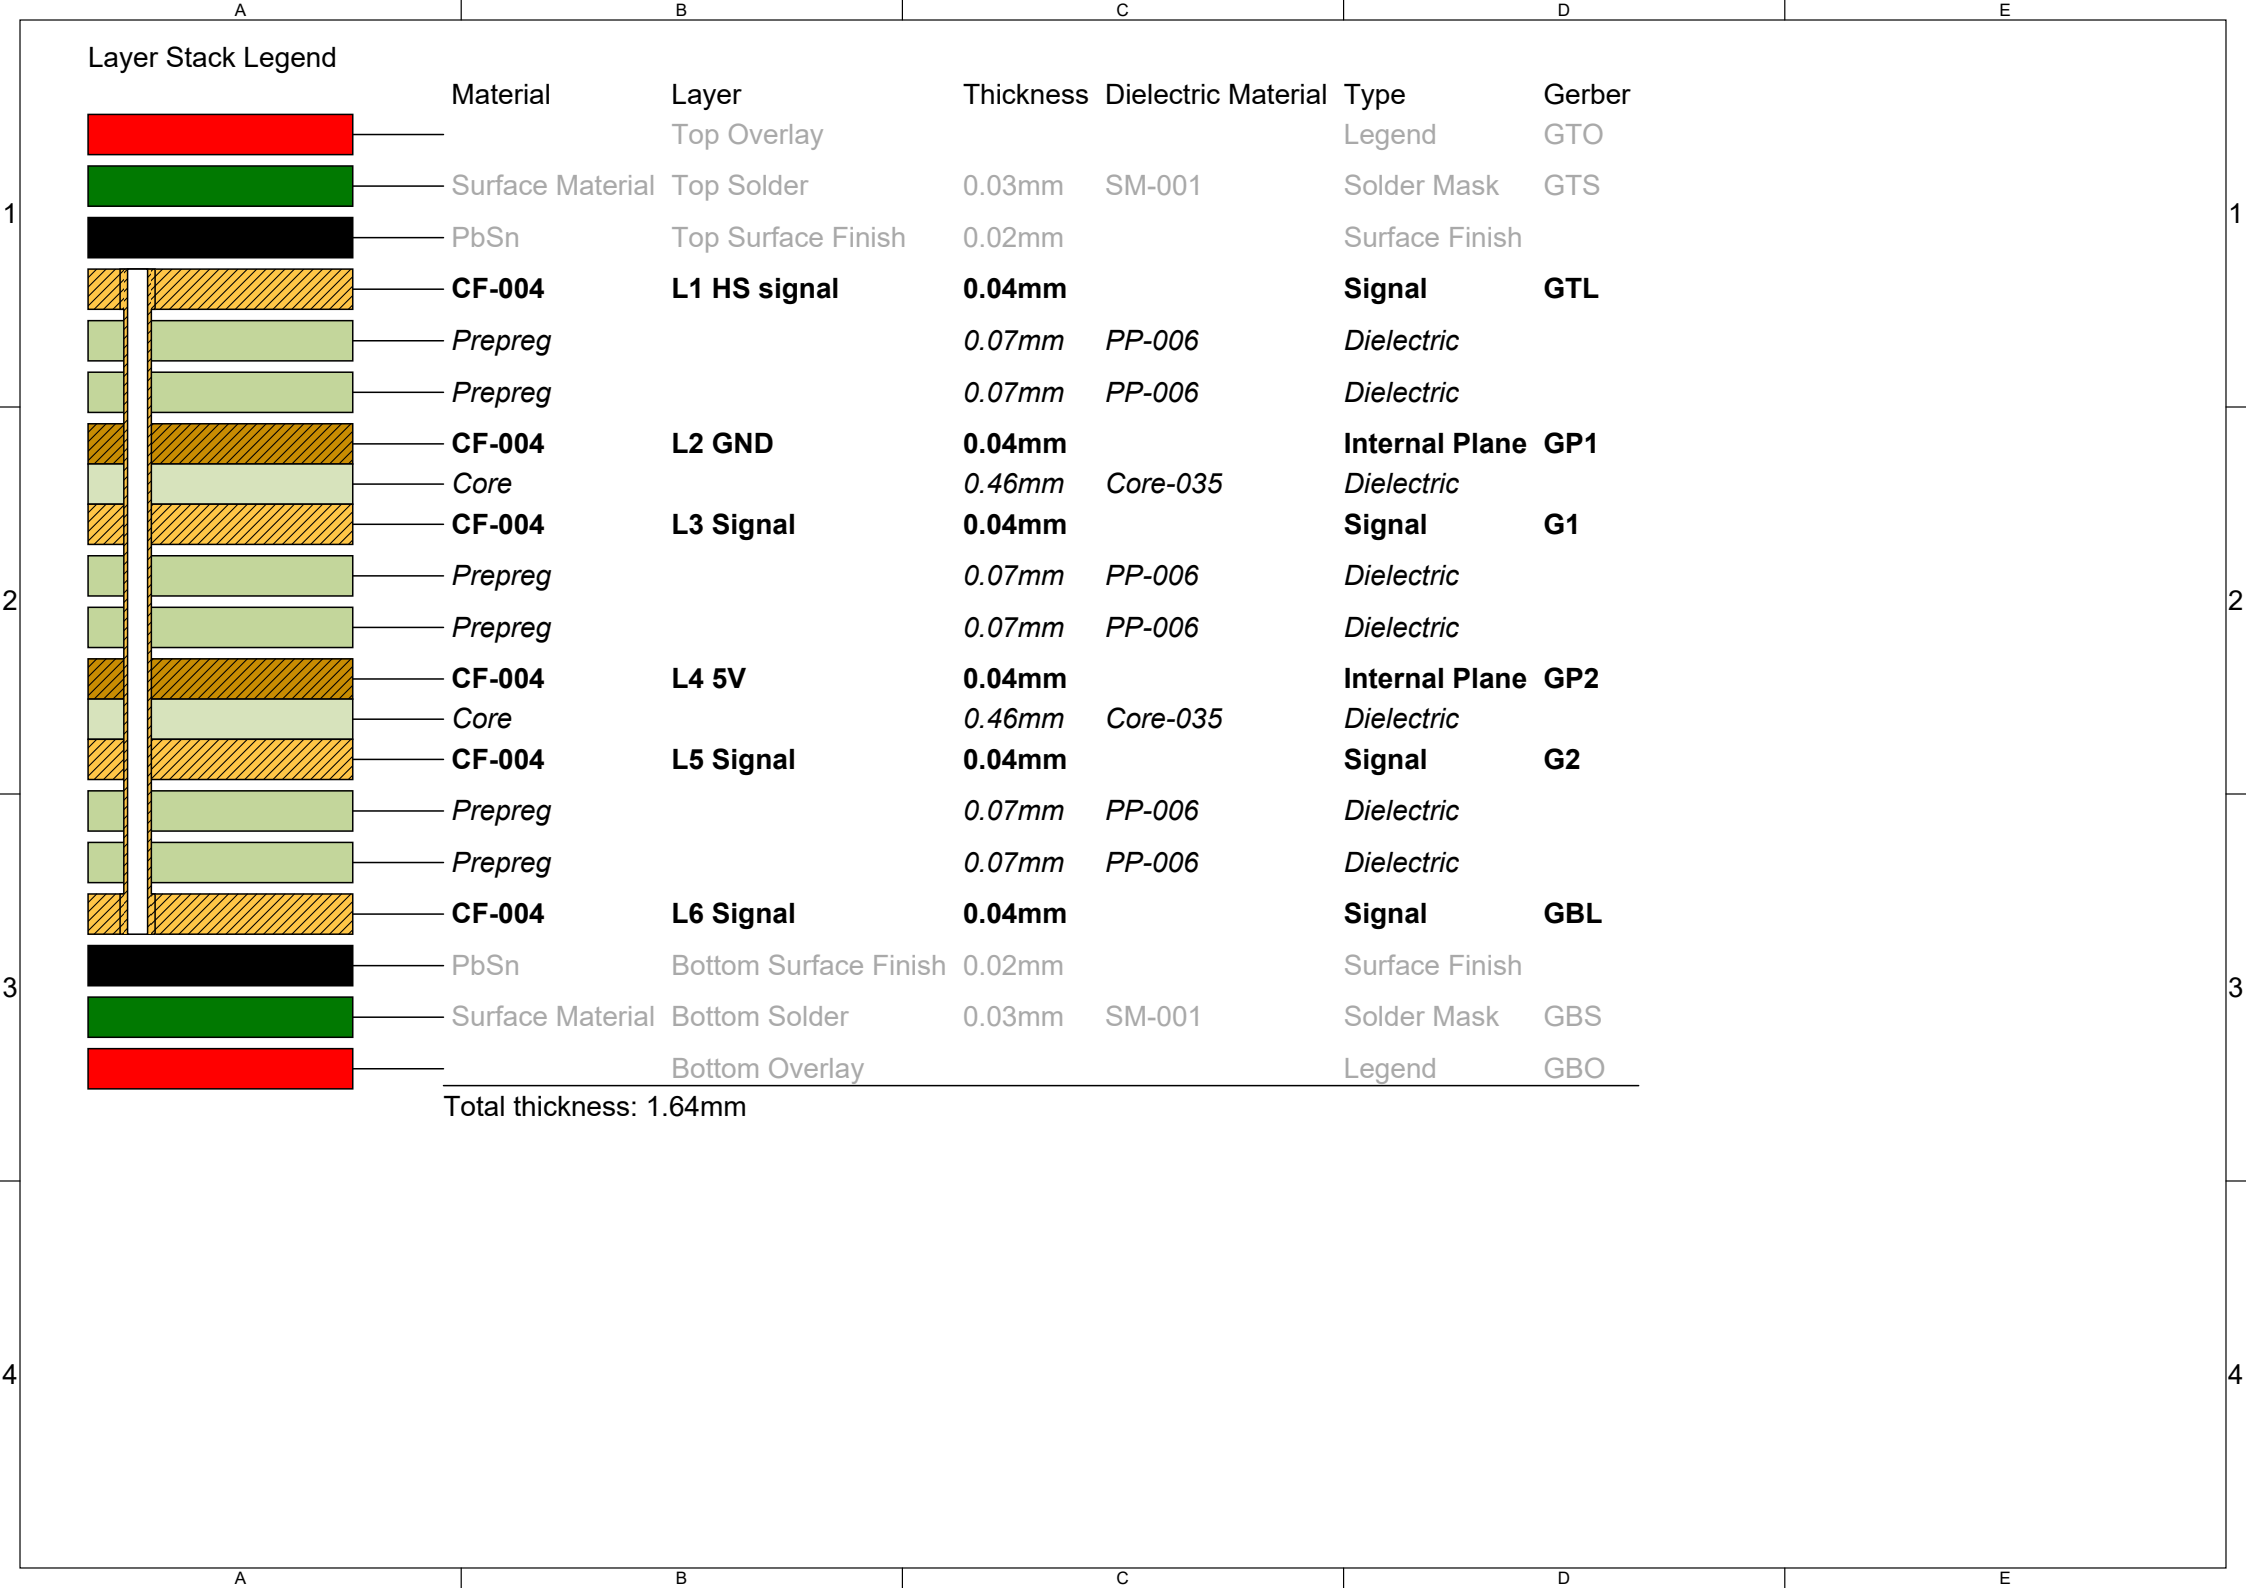 A B C D E
Layer Stack Legend
Material Layer Thickness Dielectric Material Type Gerber
Top Overlay Legend GTO
Surface Material Top Solder 0.03mm SM-001 Solder Mask GTS
1 1
PbSn Top Surface Finish 0.02mm Surface Finish
CF-004 L1 HS signal 0.04mm Signal GTL
Prepreg 0.07mm PP-006 Dielectric
Prepreg 0.07mm PP-006 Dielectric
CF-004 L2 GND 0.04mm Internal Plane GP1
Core 0.46mm Core-035 Dielectric
CF-004 L3 Signal 0.04mm Signal G1
Prepreg 0.07mm PP-006 Dielectric
2 2
Prepreg 0.07mm PP-006 Dielectric
CF-004 L4 5V 0.04mm Internal Plane GP2
Core 0.46mm Core-035 Dielectric
CF-004 L5 Signal 0.04mm Signal G2
Prepreg 0.07mm PP-006 Dielectric
Prepreg 0.07mm PP-006 Dielectric
CF-004 L6 Signal 0.04mm Signal GBL
PbSn Bottom Surface Finish 0.02mm Surface Finish
3 3
Surface Material Bottom Solder 0.03mm SM-001 Solder Mask GBS
Bottom Overlay Legend GBO
Total thickness: 1.64mm
4 4
A B C D E